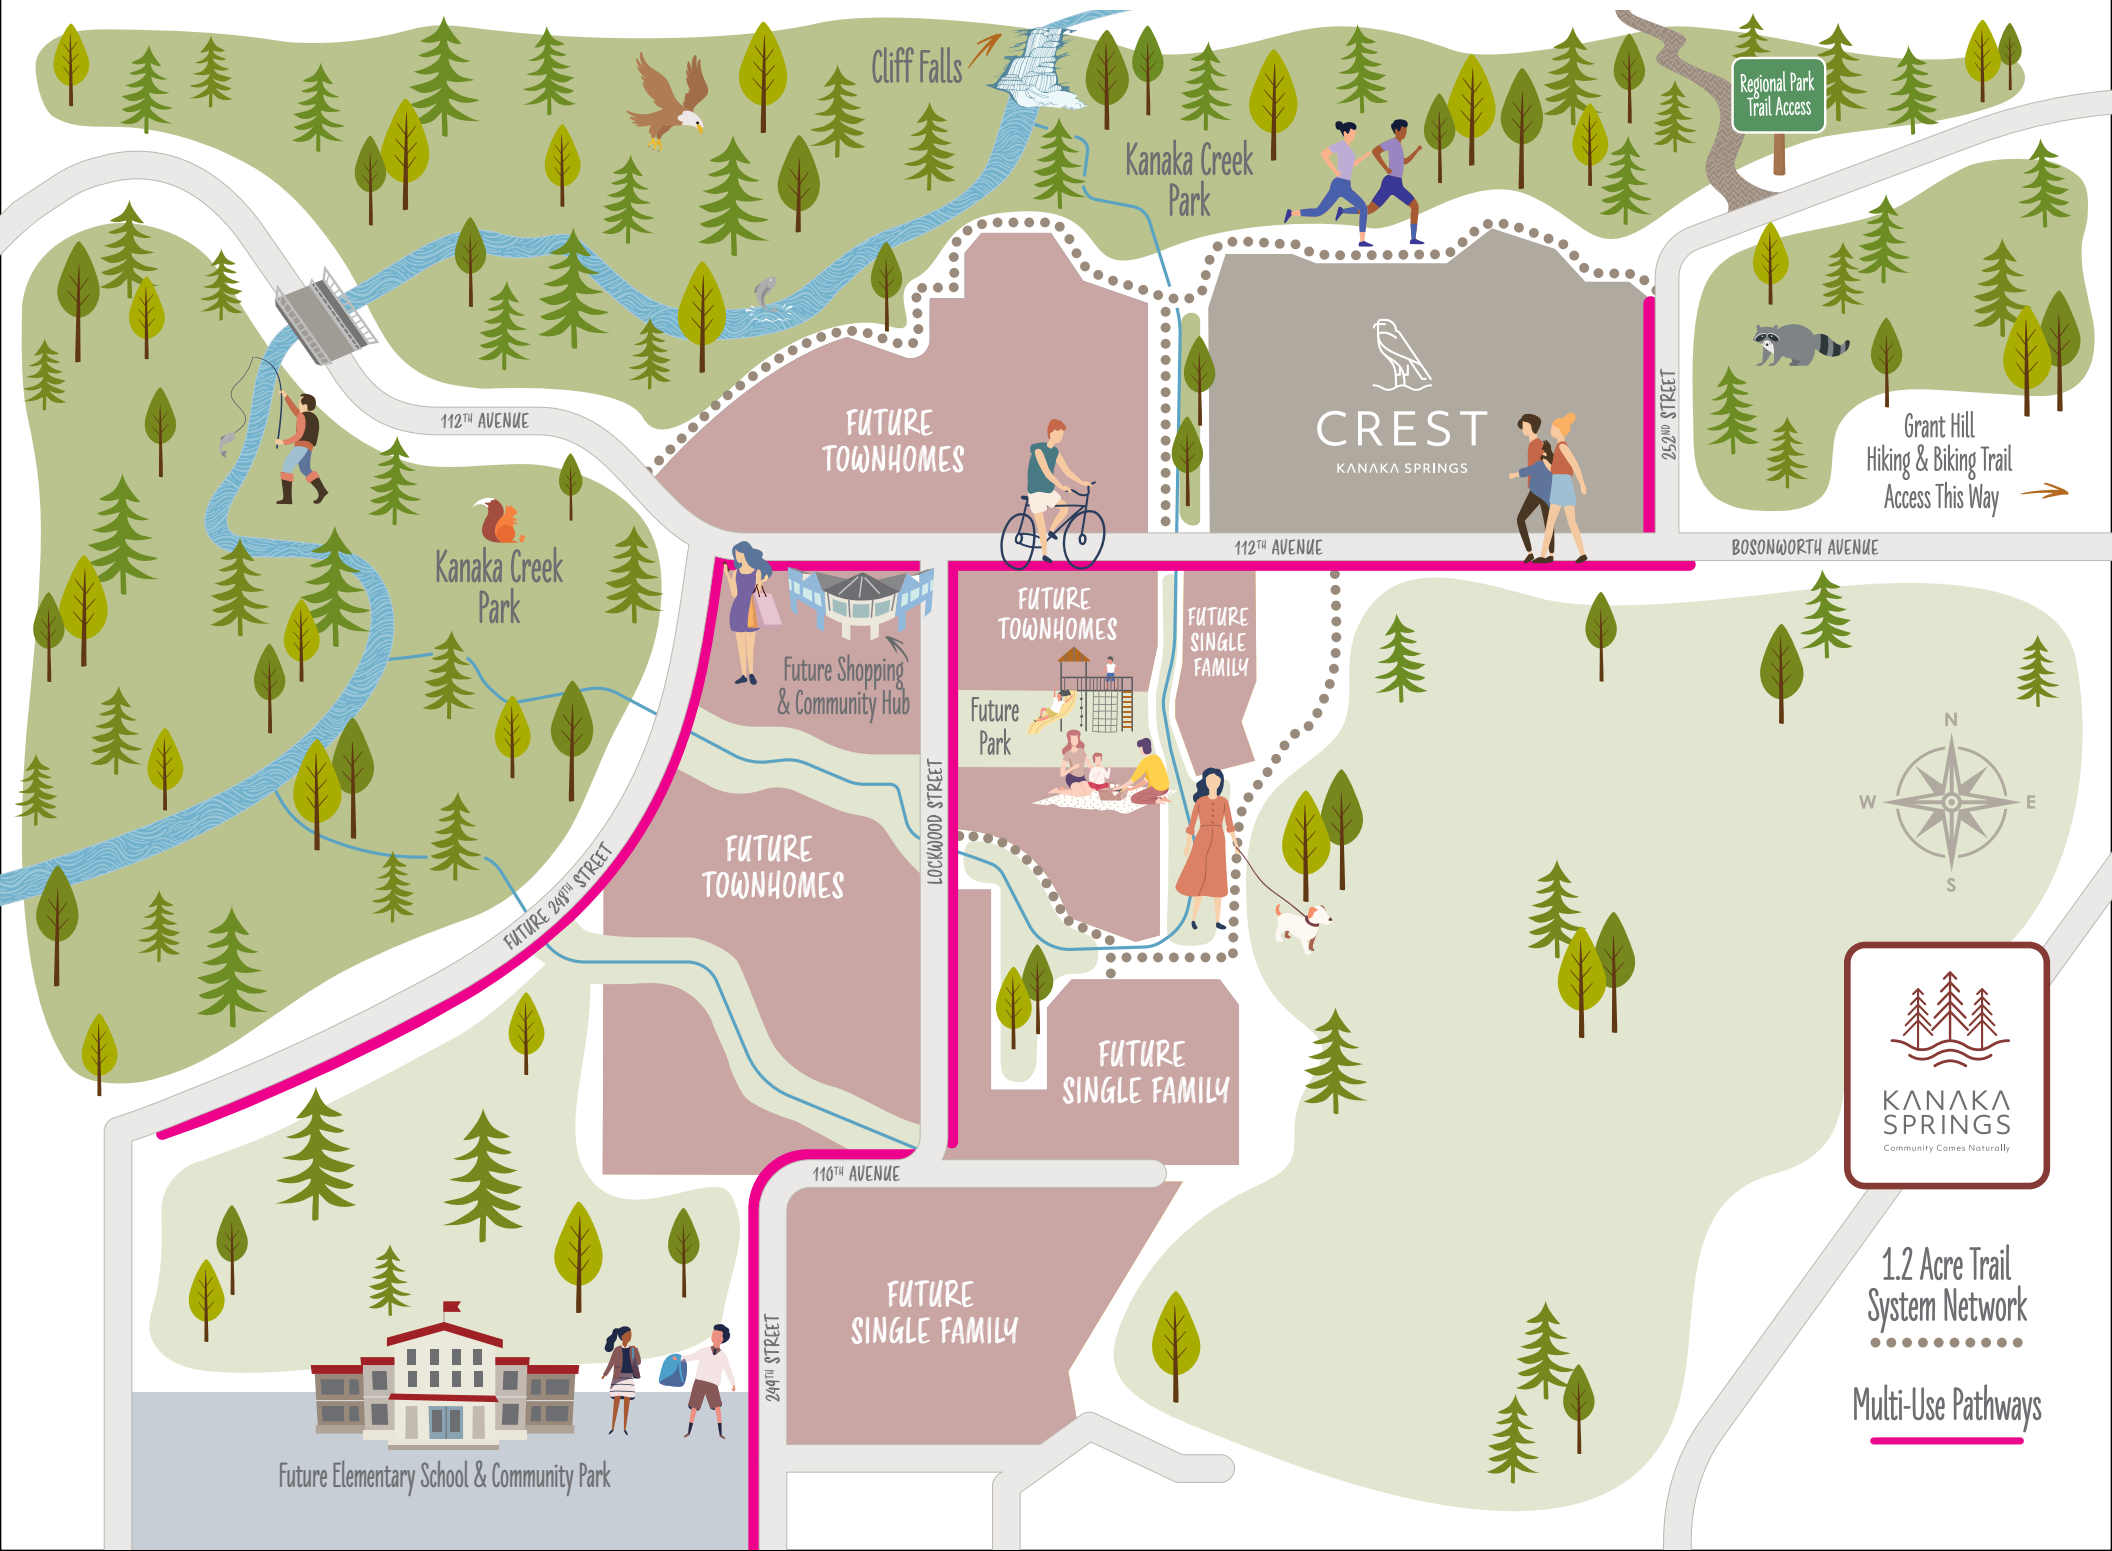 Cliff Falls
Regional Park
Trail Access
Kanaka Creek
Park
112TH AVENUE
FUTURE
TOWNHOMES
CREST
KANAKA SPRINGS
252ND STREET
Grant Hill
Hiking & Biking Trail
Access This Way
Kanaka Creek
Park
112TH AVENUE
BOSONWORTH AVENUE
FUTURE
TOWNHOMES
FUTURE
SINGLE
FAMILY
Future Shopping
& Community Hub
Future
Park
N
W
E
S
LOCKWOOD STREET
FUTURE
TOWNHOMES
FUTURE 248TH STREET
FUTURE
SINGLE FAMILY
KANAKA
SPRINGS
Community Comes Naturally
110TH AVENUE
1.2 Acre Trail
System Network
FUTURE
SINGLE FAMILY
249TH STREET
Multi-Use Pathways
Future Elementary School & Community Park